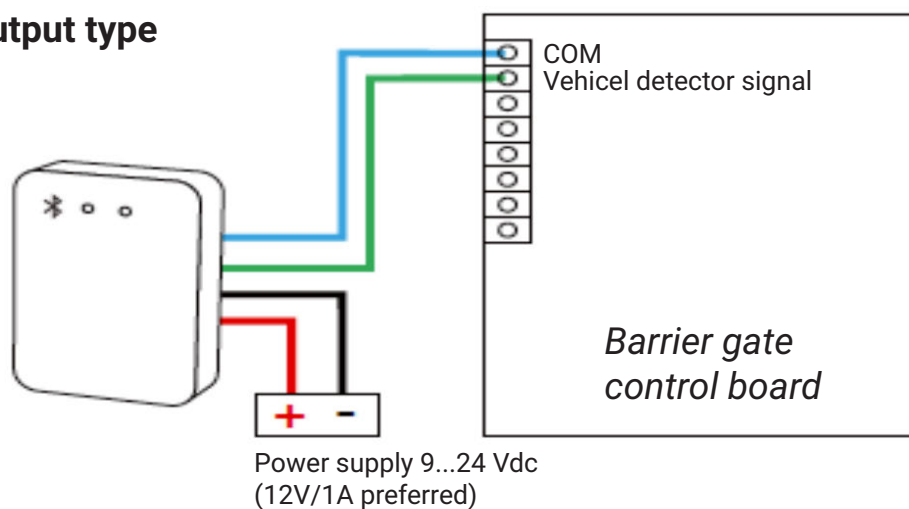 utput type
COM
Vehicel detector signal
Barrier gate
control board
+ -
Power supply 9...24 Vdc
(12V/1A preferred)